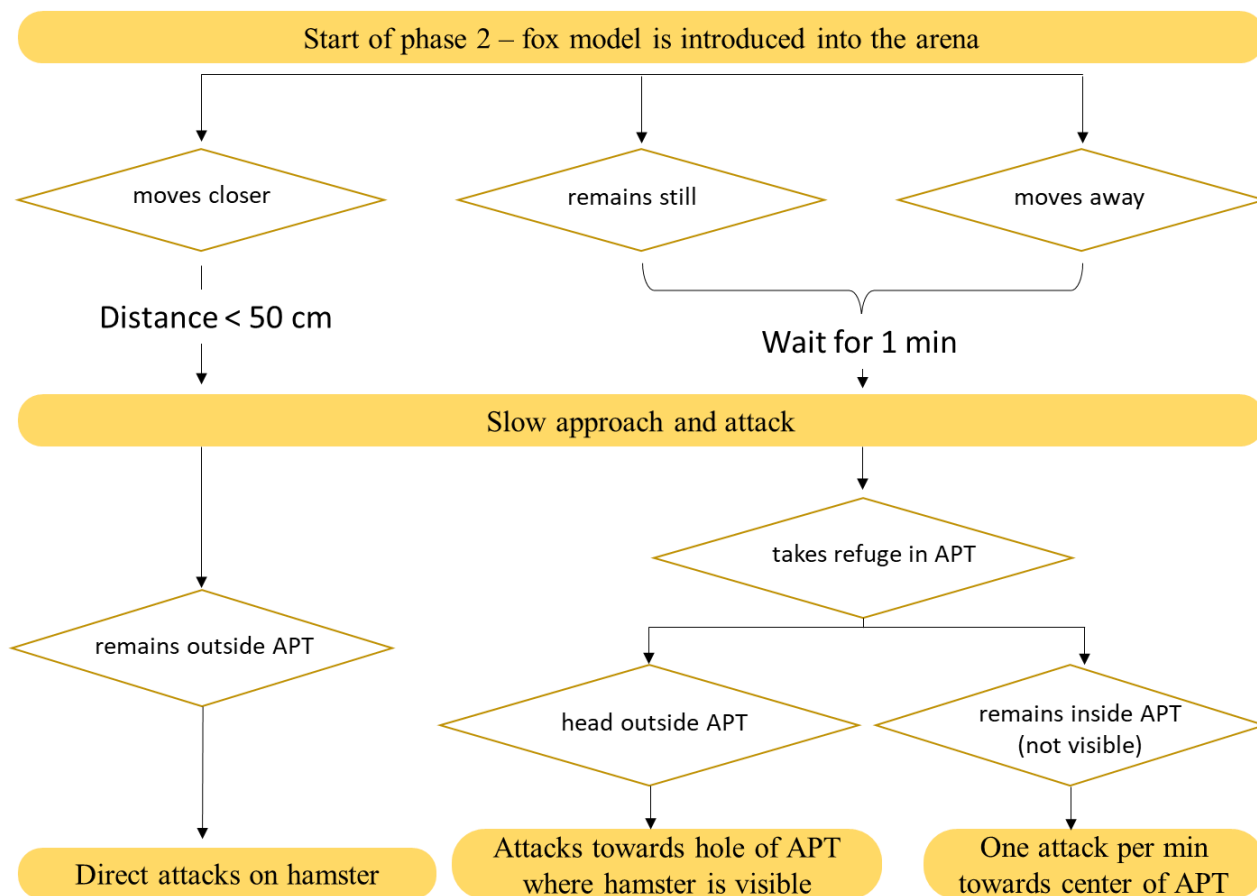 Start of phase 2 – fox model is introduced into the arena
moves closer
remains still
moves away
Distance < 50 cm
Wait for 1 min
Slow approach and attack
takes refuge in APT
remains outside APT
head outside APT
remains inside APT
(not visible)
Direct attacks on hamster
Attacks towards hole of APT
where hamster is visible
One attack per min
towards center of APT